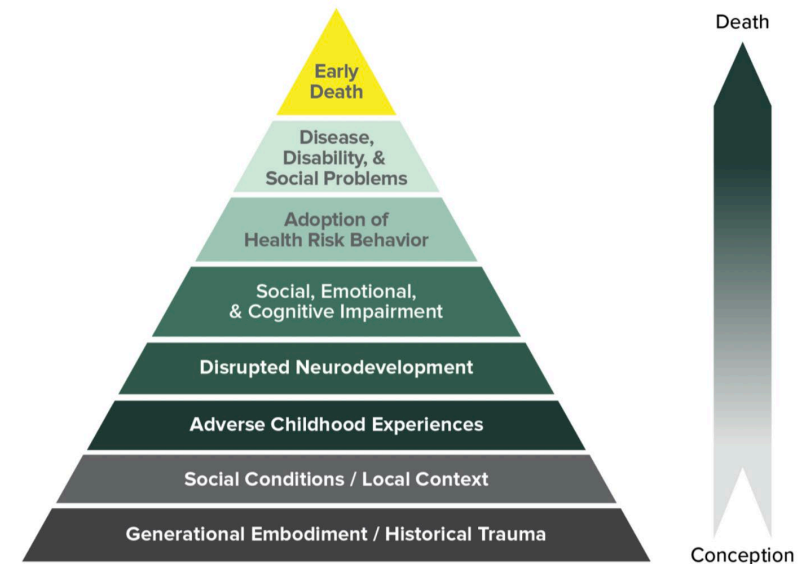 Death
Early
Death
Disease,
Disability, &
Social Problems
Adoption of
Health Risk Behavior
Social, Emotional,
& Cognitive Impairment
Disrupted Neurodevelopment
Adverse Childhood Experiences
Social Conditions / Local Context
Generational Embodiment / Historical Trauma
Conception